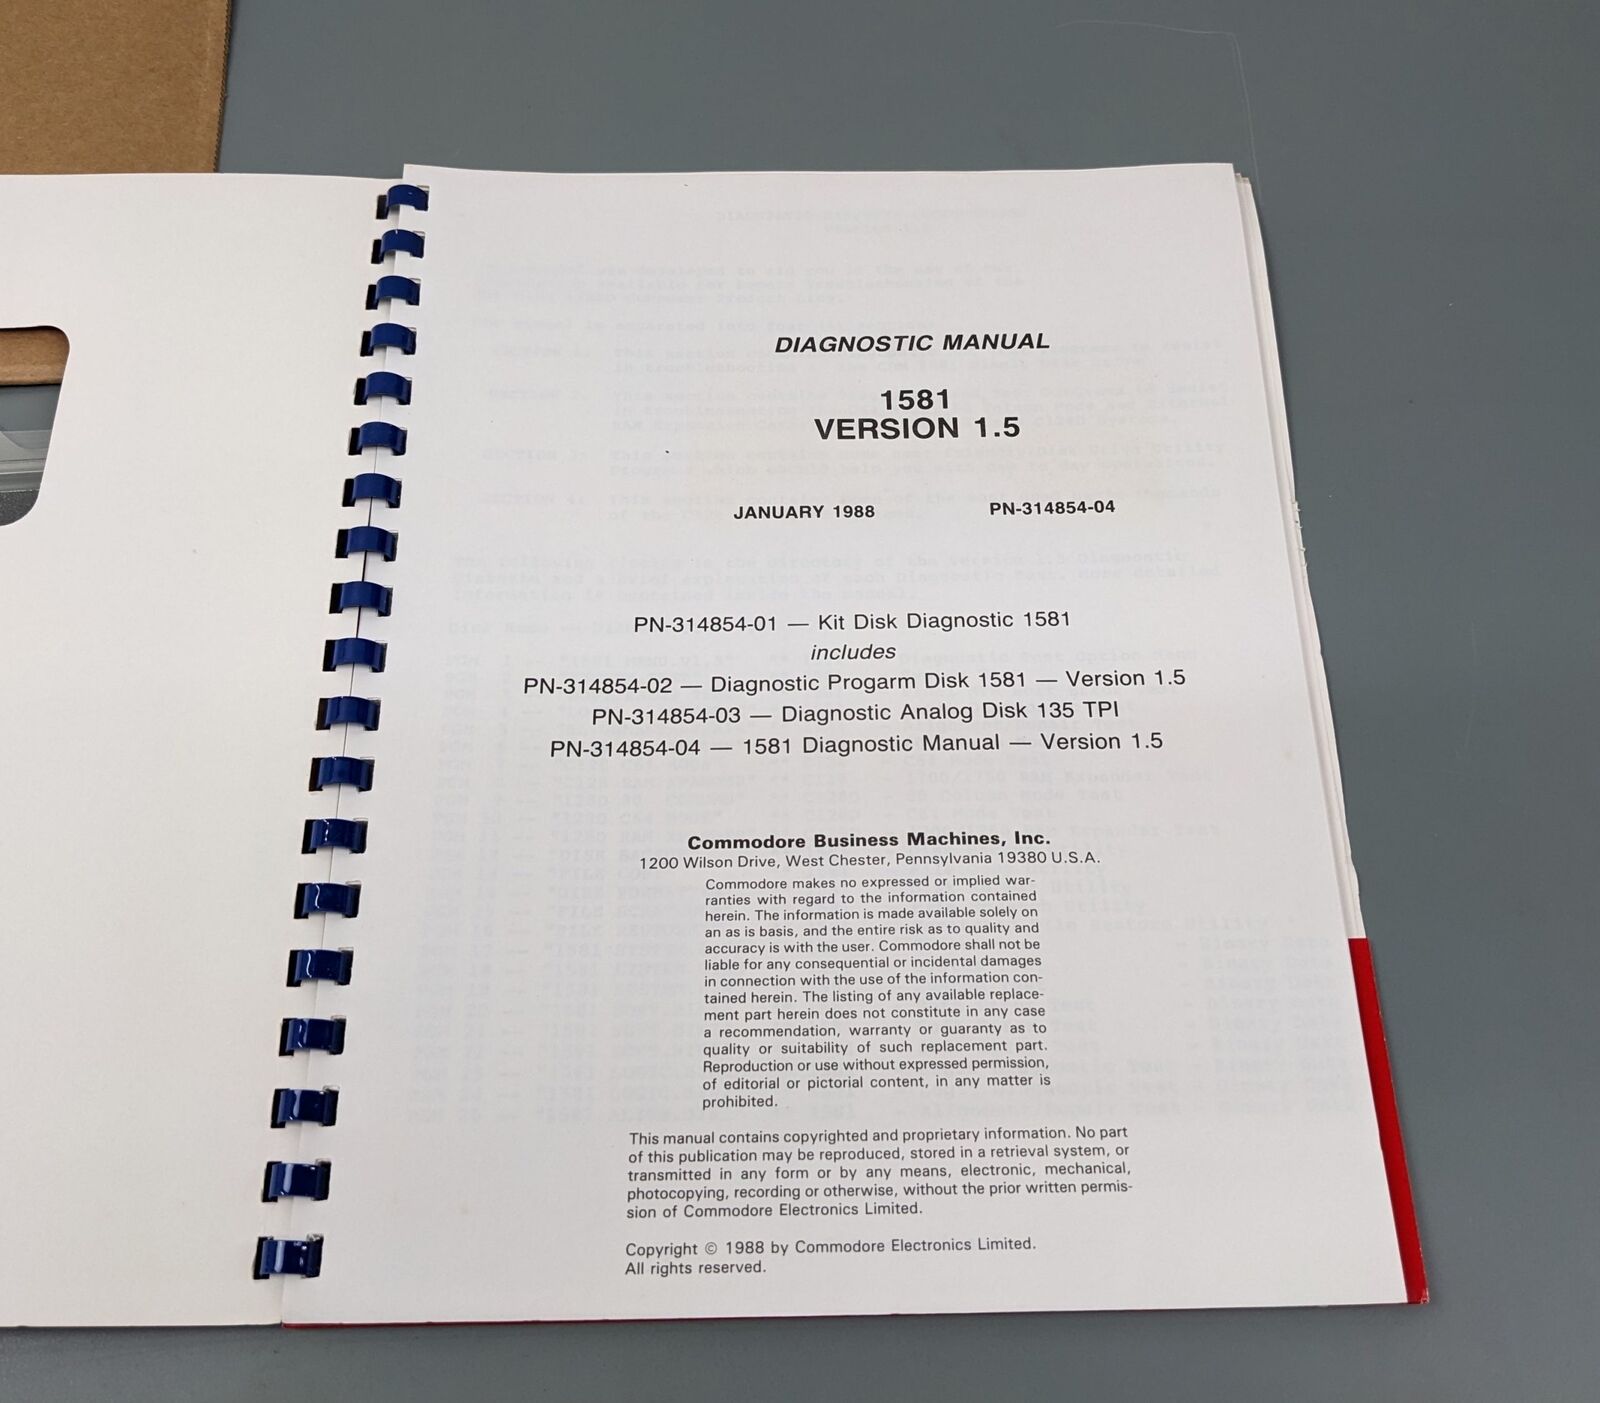 DIAGNOSTIC MANUAL
1581
VERSION 1.5
JANUARY 1988 PN-314854-04
PN-314854-01 — Kit Disk Diagnostic 1581
includes
PN-314854-02 — Diagnostic Progarm Disk 1581 — Version 1.5
PN-314854-03 — Diagnostic Analog Disk 135 TPI
PN-314854-04 — 1581 Diagnostic Manual — Version 1.5
Commodore Business Machines, Inc.
1200 Wilson Drive, West Chester, Pennsylvania 19380 U.S.A.
Commodore makes no expressed or implied war-
ranties with regard to the information contained
herein. The information is made available solely on
an as is basis, and the entire risk as to quality and
accuracy is with the user. Commodore shall not be
liable for any consequential or incidental damages
in connection with the use of the information con-
tained herein. The listing of any available replace-
ment part herein does not constitute in any case
a recommendation, warranty or guaranty as to
quality or suitability of such replacement part.
Reproduction or use without expressed permission,
of editorial or pictorial content, in any matter is
prohibited.
This manual contains copyrighted and proprietary information. No part
of this publication may be reproduced, stored in a retrieval system, or
transmitted in any form or by any means, electronic, mechanical,
photocopying, recording or otherwise, without the prior written permis-
sion of Commodore Electronics Limited.
Copyright © 1988 by Commodore Electronics Limited.
All rights reserved.